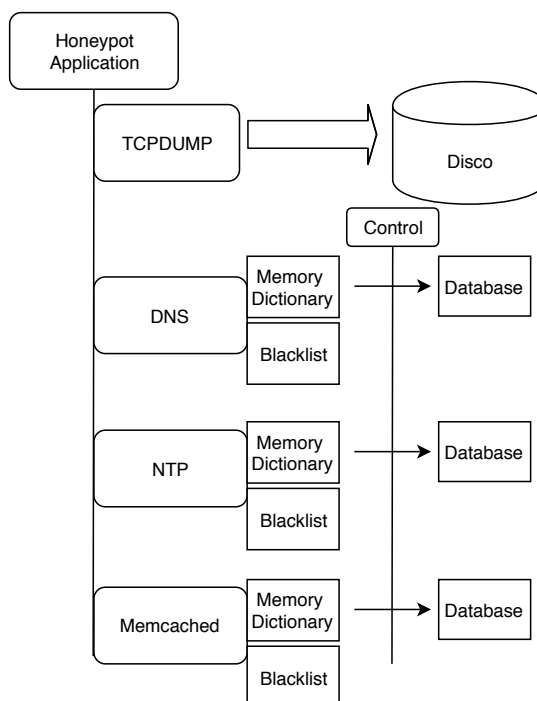 Honeypot
Application
TCPDUMP
Disco
Control
DNS
Memory
Dictionary
Blacklist
Database
NTP
Memory
Dictionary
Blacklist
Database
Memcached
Memory
Dictionary
Blacklist
Database